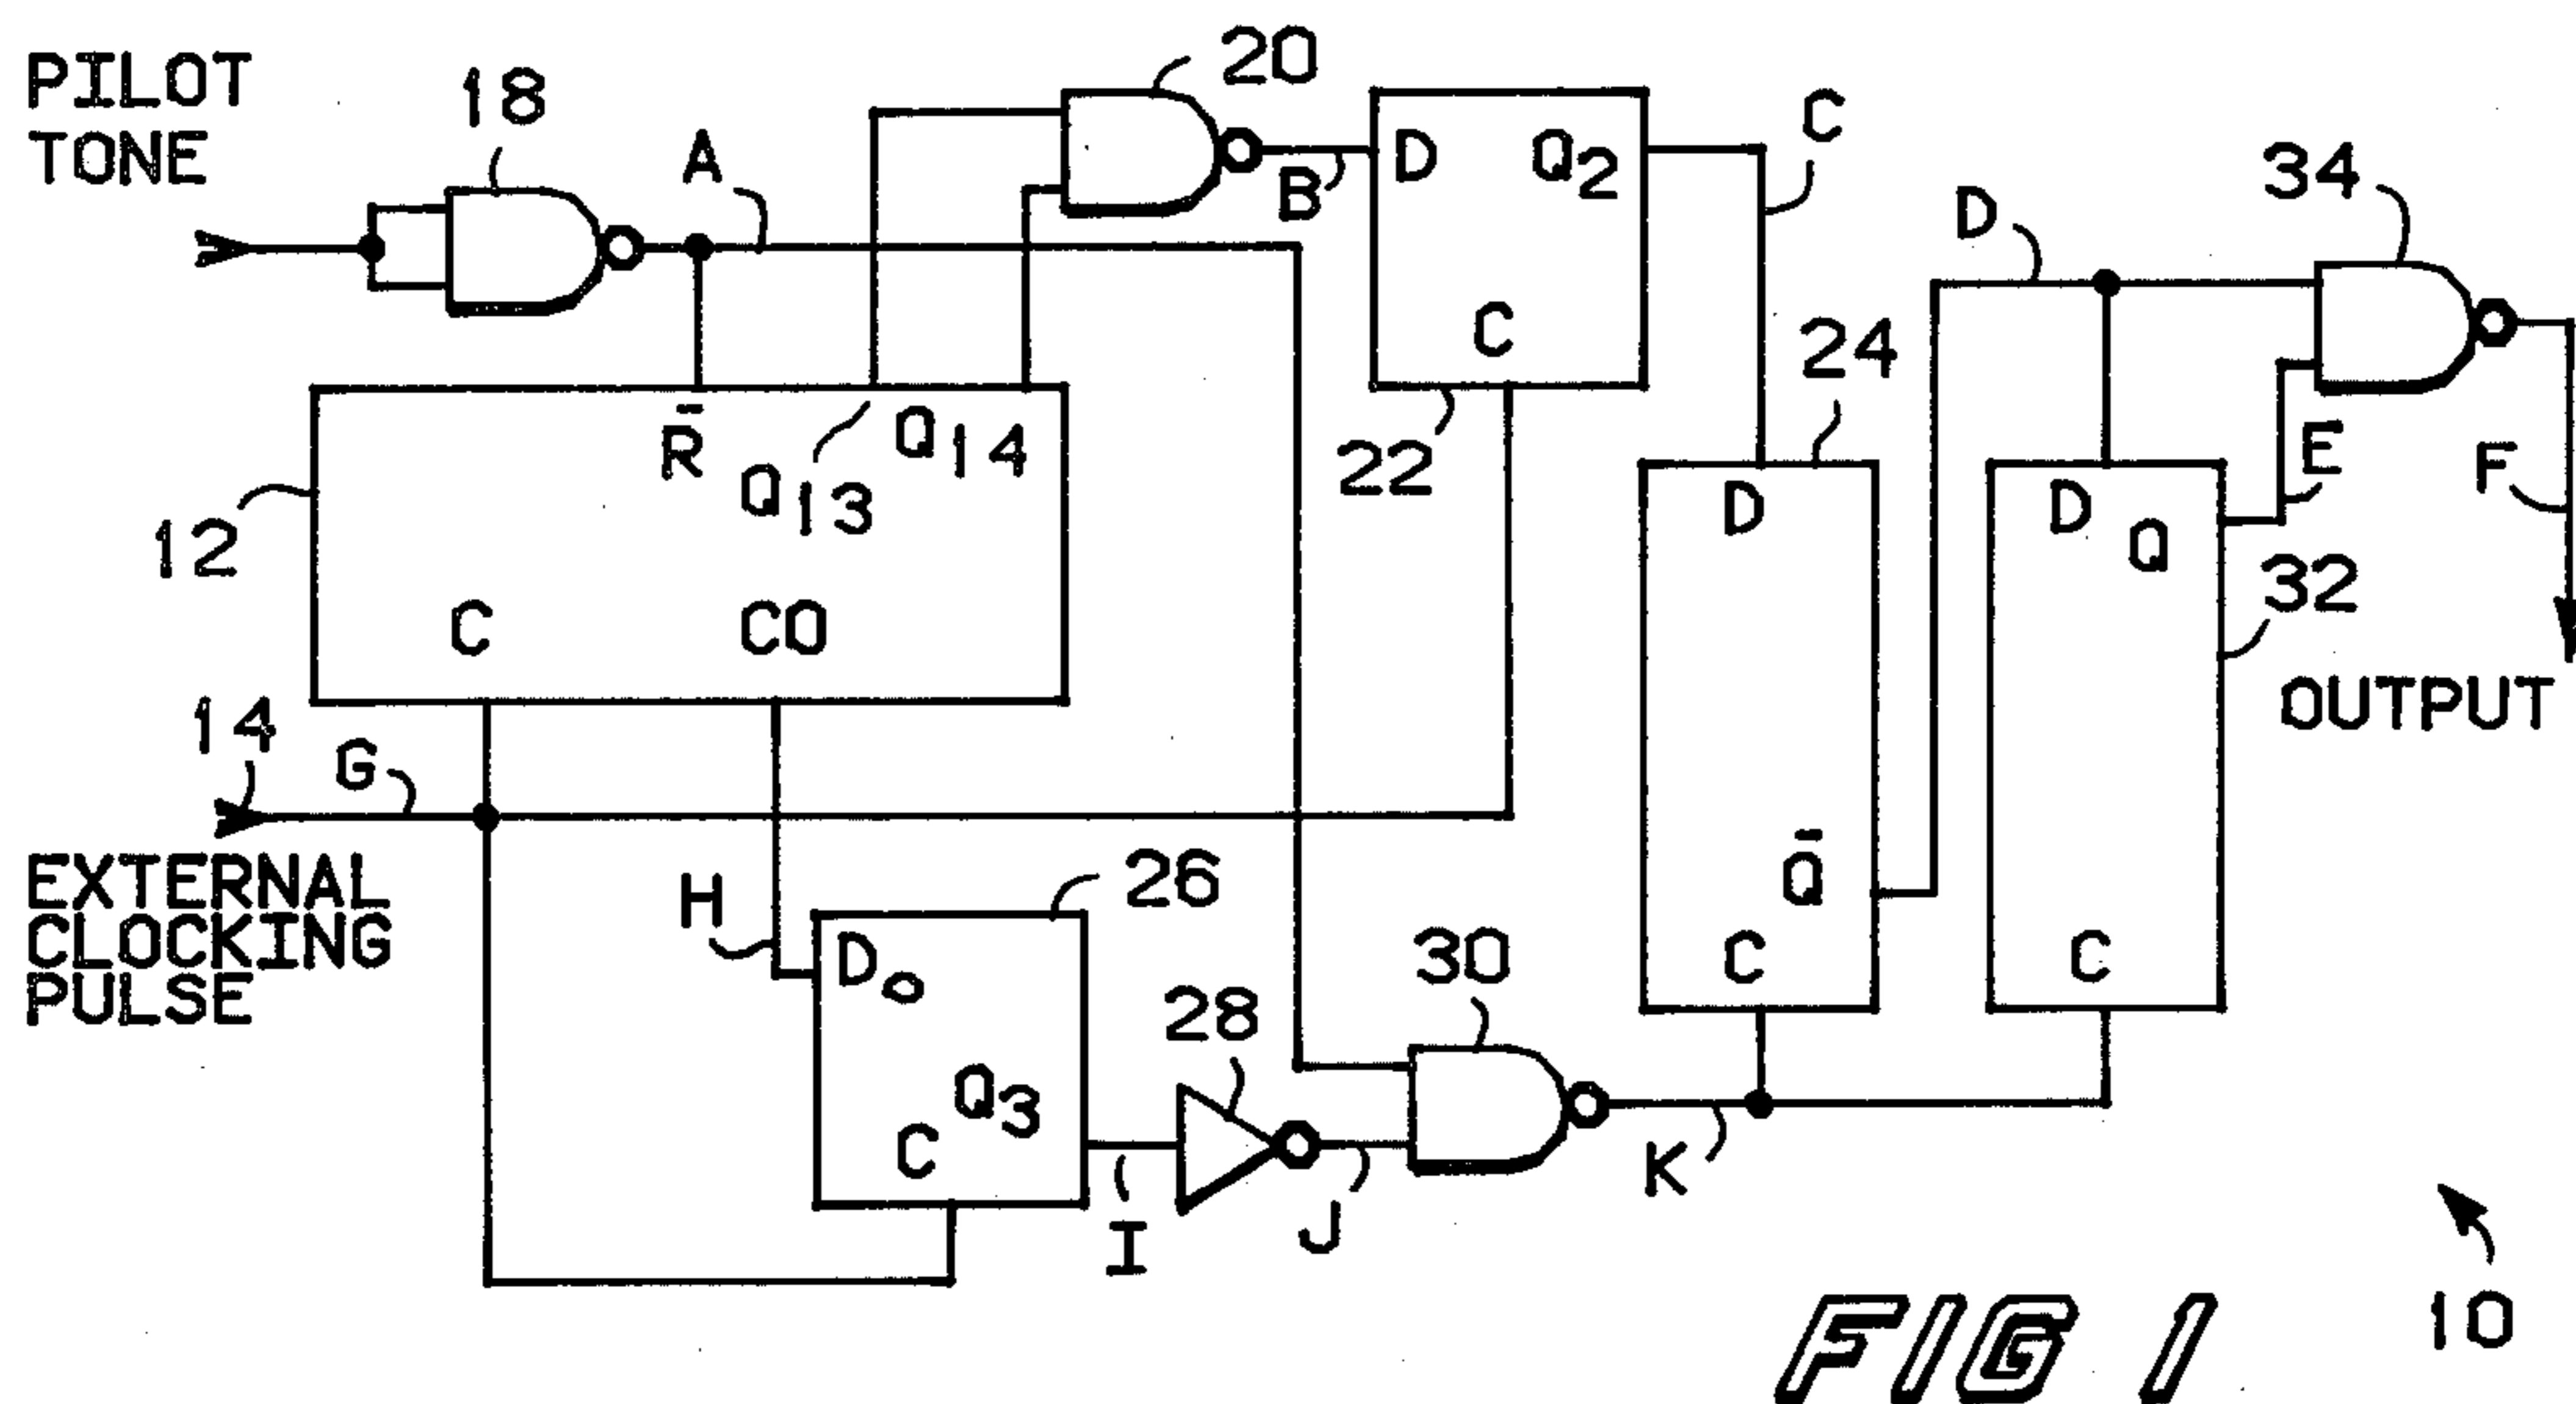 PILOT
TONE
18
A
20
B
D
Q2
C
C
22
C
24
D
34
E
F
12
R̄
Q13
Q14
C
CO
14
G
EXTERNAL
CLOCKING
PULSE
H
26
Do
Q3
C
I
28
J
30
K
D
Q̄
C
D
Q
C
32
OUTPUT
10
FIG 1